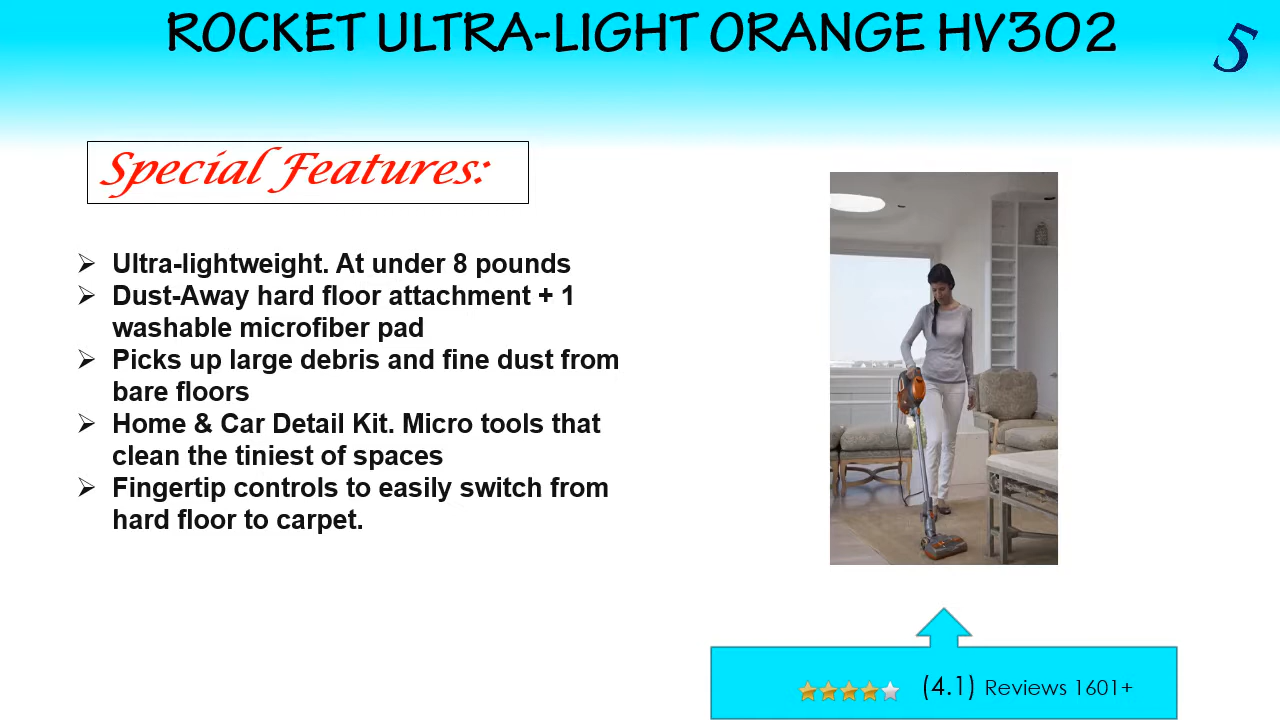 ROCKET ULTRA-LIGHT ORANGE HV302
5
Special Features:
Ultra-lightweight. At under 8 pounds
Dust-Away hard floor attachment + 1
washable microfiber pad
Picks up large debris and fine dust from
bare floors
Home & Car Detail Kit. Micro tools that
clean the tiniest of spaces
Fingertip controls to easily switch from
hard floor to carpet.
(4.1) Reviews 1601+